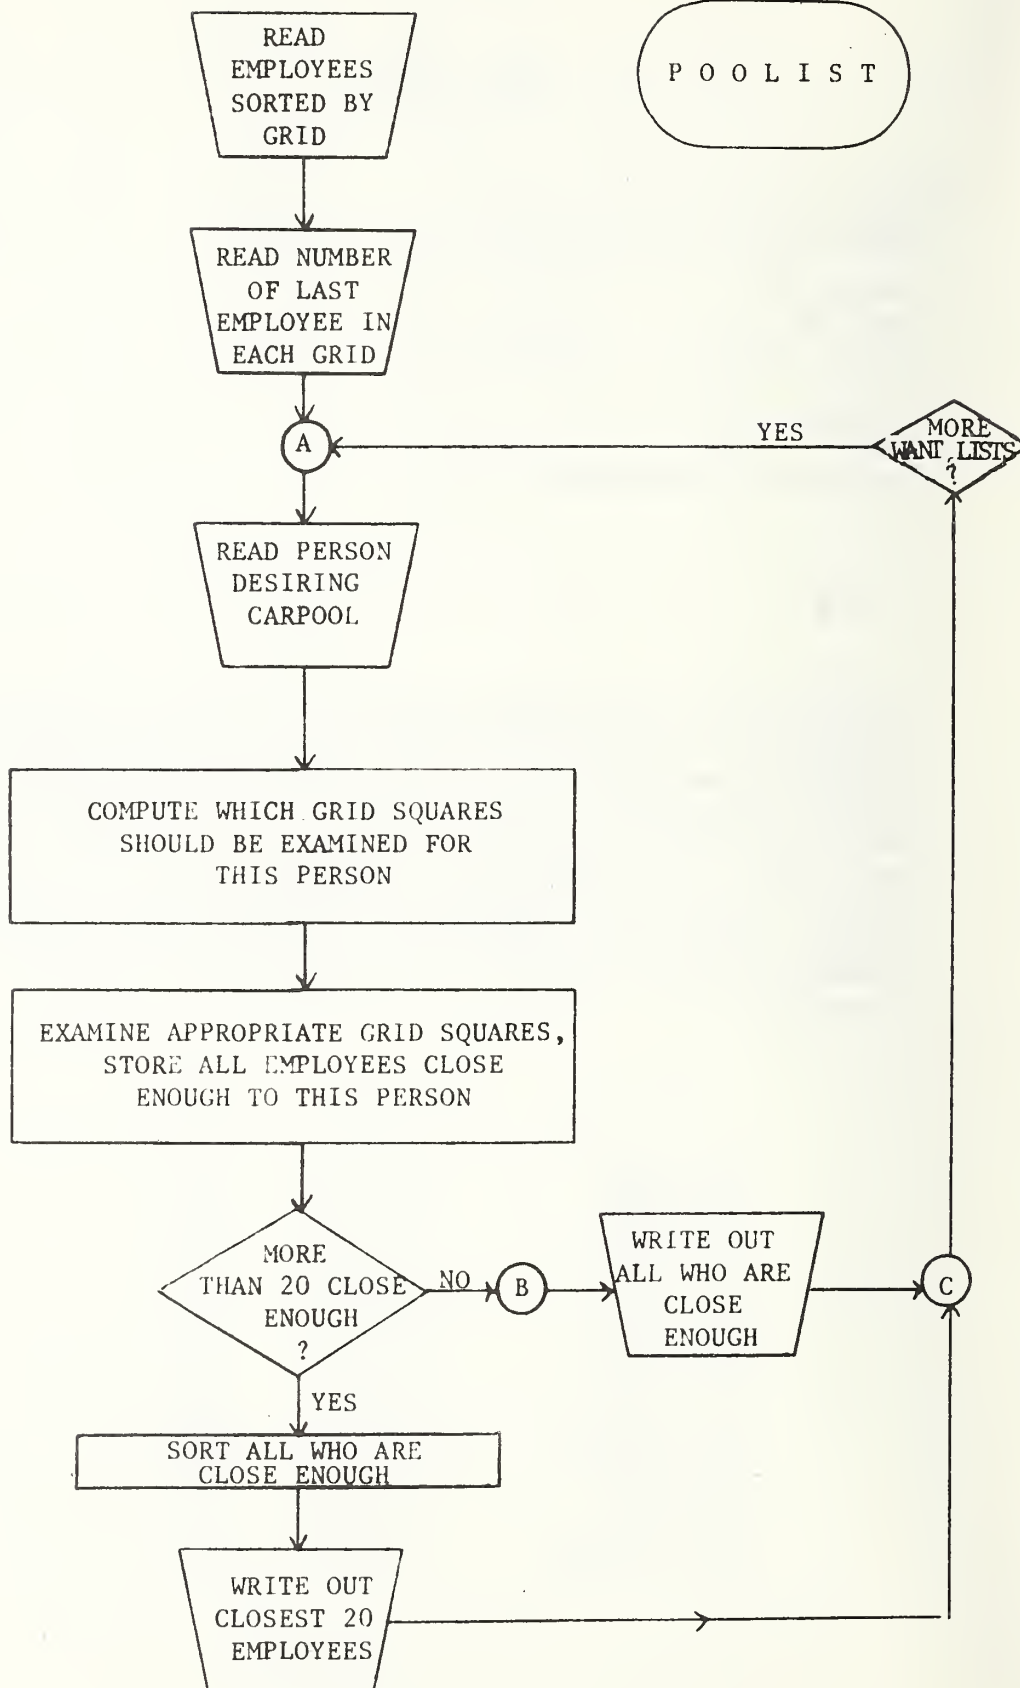 READ
EMPLOYEES
SORTED BY
GRID
P O O L I S T
READ NUMBER
OF LAST
EMPLOYEE IN
EACH GRID
A
YES
MORE
WANT LISTS
?
READ PERSON
DESIRING
CARPOOL
COMPUTE WHICH GRID SQUARES
SHOULD BE EXAMINED FOR
THIS PERSON
EXAMINE APPROPRIATE GRID SQUARES,
STORE ALL EMPLOYEES CLOSE
ENOUGH TO THIS PERSON
MORE
THAN 20 CLOSE
ENOUGH
?
NO
B
WRITE OUT
ALL WHO ARE
CLOSE
ENOUGH
C
YES
SORT ALL WHO ARE
CLOSE ENOUGH
WRITE OUT
CLOSEST 20
EMPLOYEES